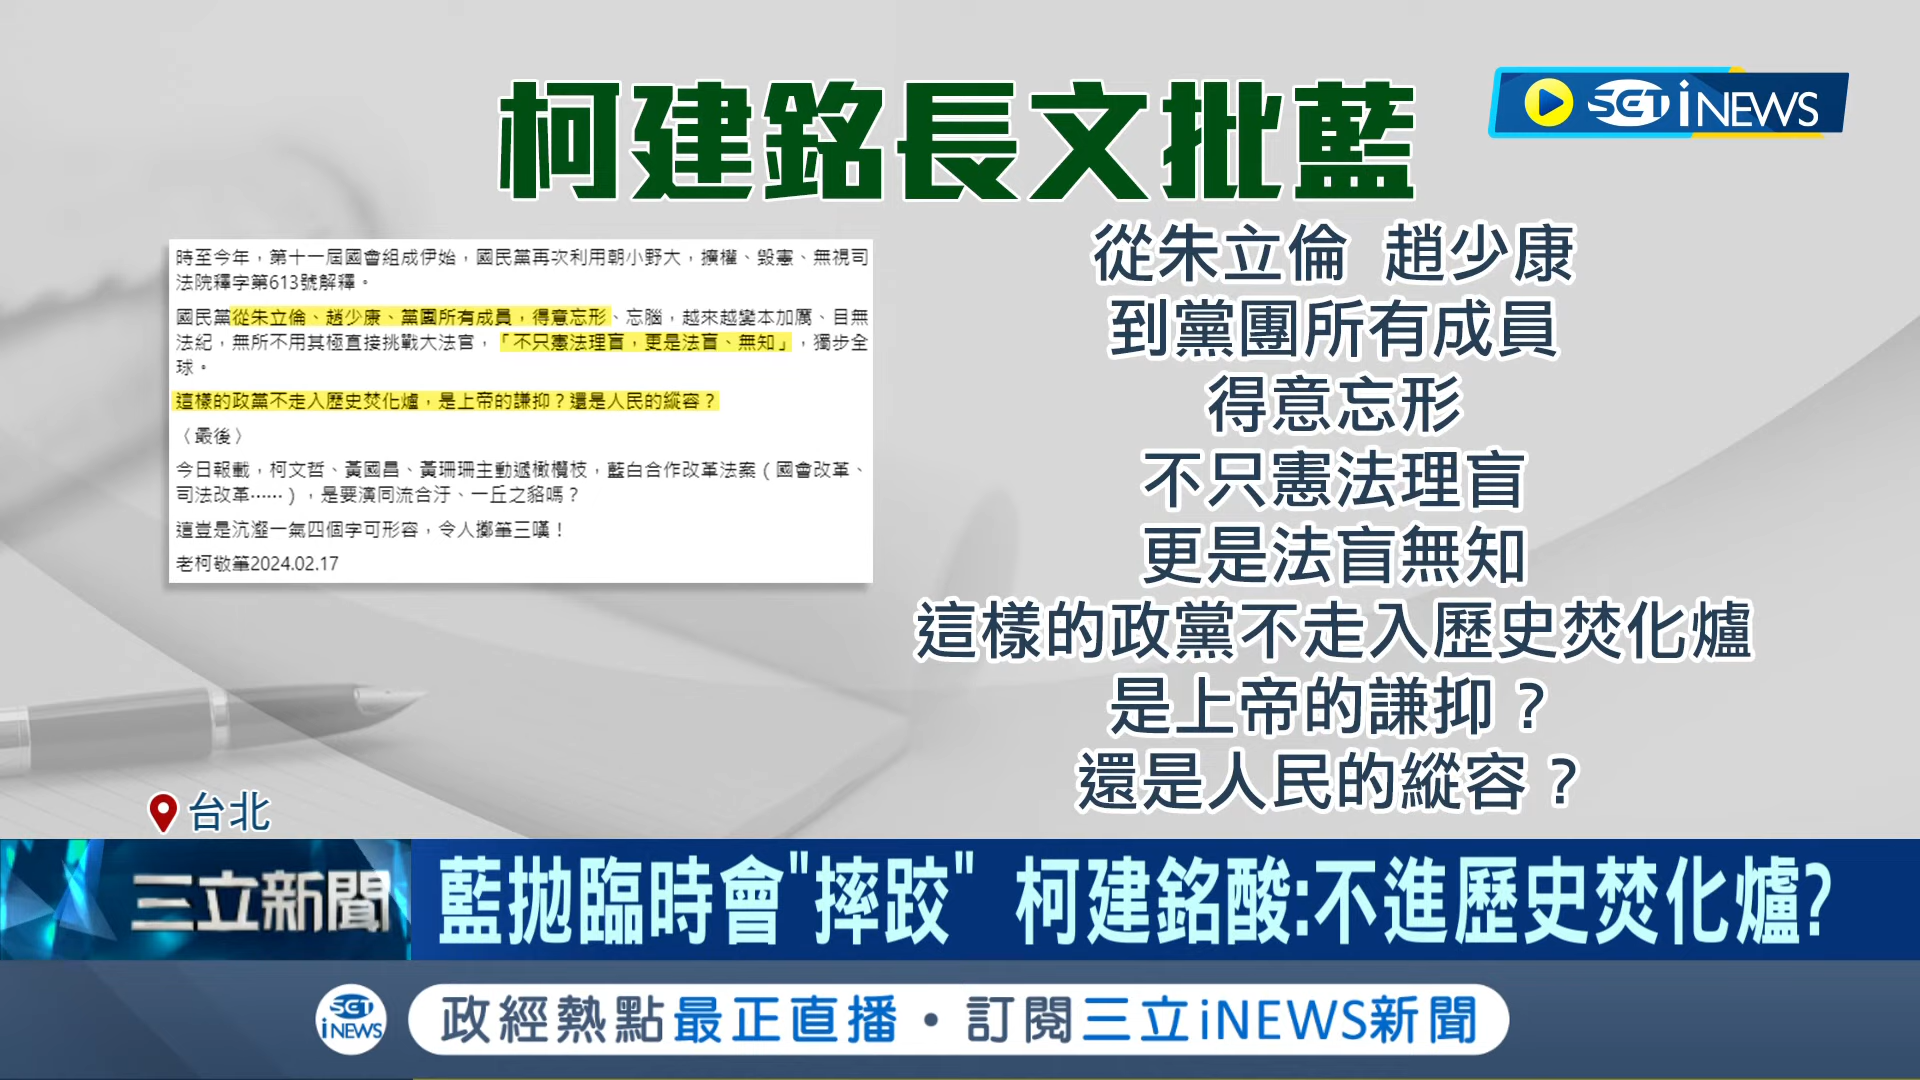 柯建銘長文批藍
SET iNEWS
時至今年，第十一屆國會組成伊始，國民黨再次利用朝小野大，擴權、毀憲、無視司
法院釋字第613號解釋。
國民黨從朱立倫、趙少康、黨團所有成員，得意忘形、忘腦，越來越變本加厲、目無
法紀，無所不用其極直接挑戰大法官，「不只憲法理盲，更是法盲、無知」，獨步全
球。
這樣的政黨不走入歷史焚化爐，是上帝的謙抑？還是人民的縱容？
〈最後〉
今日報載，柯文哲、黃國昌、黃珊珊主動遞橄欖枝，藍白合作改革法案（國會改革、
司法改革……），是要演同流合汙、一丘之貉嗎？
這豈是沆瀣一氣四個字可形容，令人擲筆三嘆！
老柯敬筆2024.02.17
從朱立倫 趙少康
到黨團所有成員
得意忘形
不只憲法理盲
更是法盲無知
這樣的政黨不走入歷史焚化爐
是上帝的謙抑？
還是人民的縱容？
台北
三立新聞
藍拋臨時會"摔跤" 柯建銘酸:不進歷史焚化爐?
SET iNEWS
政經熱點最正直播・訂閱三立iNEWS新聞